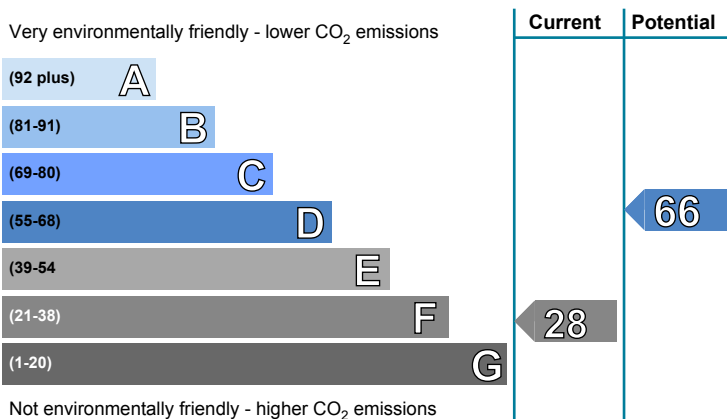 Very environmentally friendly - lower CO2 emissions
Current
Potential
(92 plus) A
(81-91) B
(69-80) C
(55-68) D
66
(39-54 E
(21-38) F
28
(1-20) G
Not environmentally friendly - higher CO2 emissions